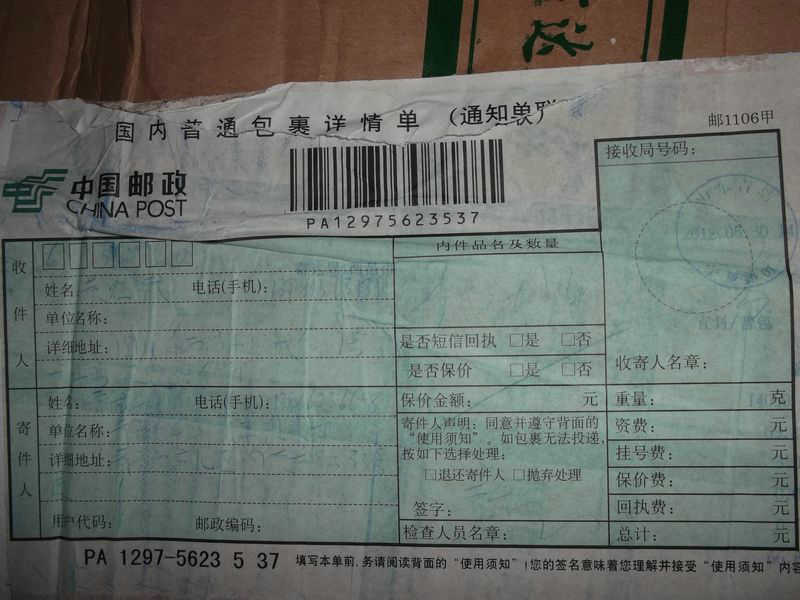 国内普通包裹详情单 (通知单联)
邮1106甲
中国邮政
CHINA POST
PA12975623537
接收局号码:
收件人
姓名: 电话(手机):
单位名称:
详细地址:
内件品名及数量
是否短信回执 □是 □否
是否保价 □是 □否
收寄人名章:
寄件人
姓名: 电话(手机):
单位名称:
详细地址:
用户代码: 邮政编码:
保价金额: 元
寄件人声明: 同意并遵守背面的
“使用须知”。如包裹无法投递,
按如下选择处理:
□退还寄件人 □抛弃处理
签字:
检查人员名章:
重量: 克
资费: 元
挂号费: 元
保价费: 元
回执费: 元
总计: 元
PA 1297-5623 5 37 填写本单前,务请阅读背面的“使用须知”!您的签名意味着您理解并接受“使用须知”内容